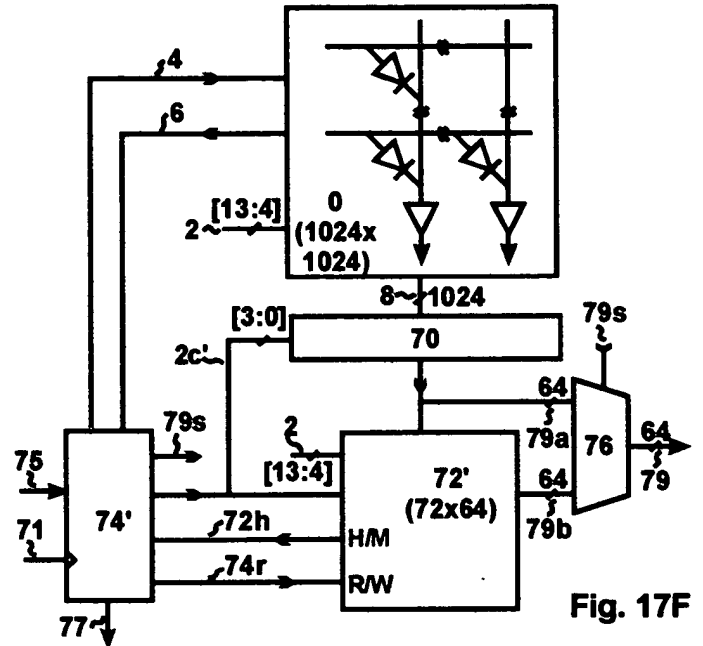 4
6
[13:4]
2
0
(1024x
1024)
8
1024
[3:0]
70
2c'
79s
79s
64
79a
76
64
79
2
[13:4]
72'
(72x64)
64
79b
75
74'
71
72h
H/M
74r
R/W
77
Fig. 17F